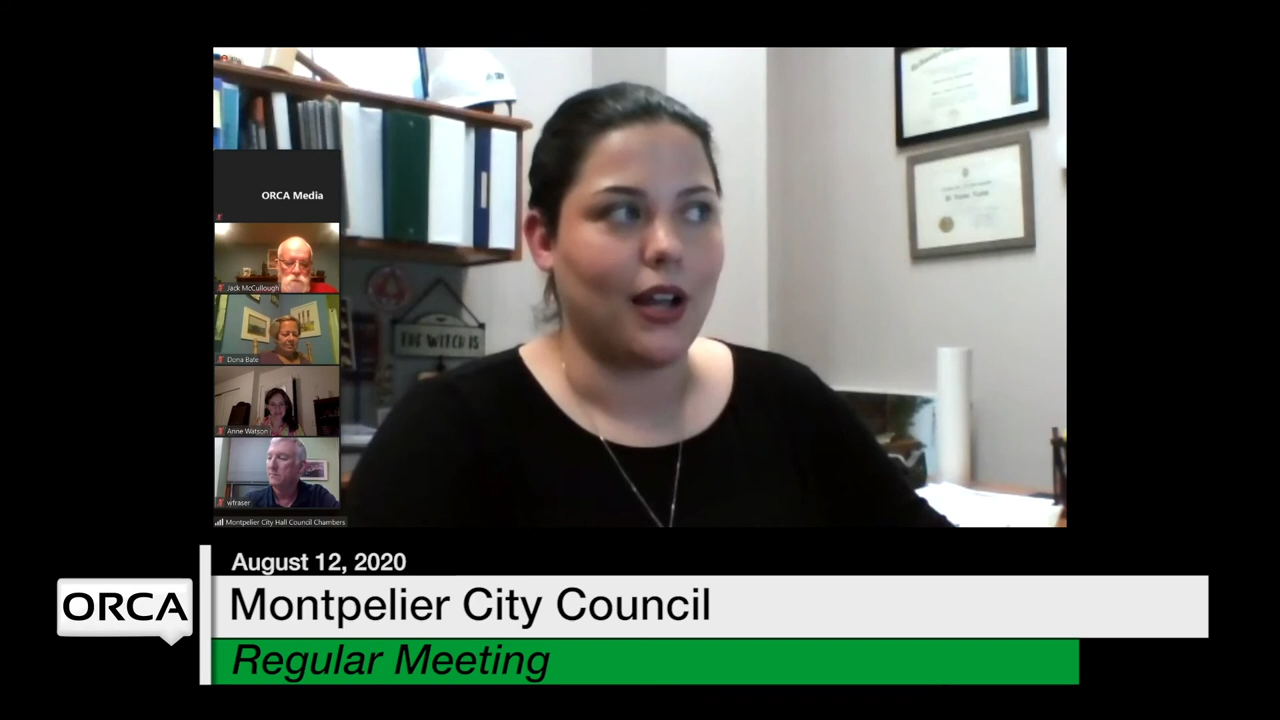 ORCA Media
Jack McCullough
Dona Bate
Anne Watson
wfraser
Montpelier City Hall Council Chambers
THE WITCH IS
August 12, 2020
ORCA
Montpelier City Council
Regular Meeting